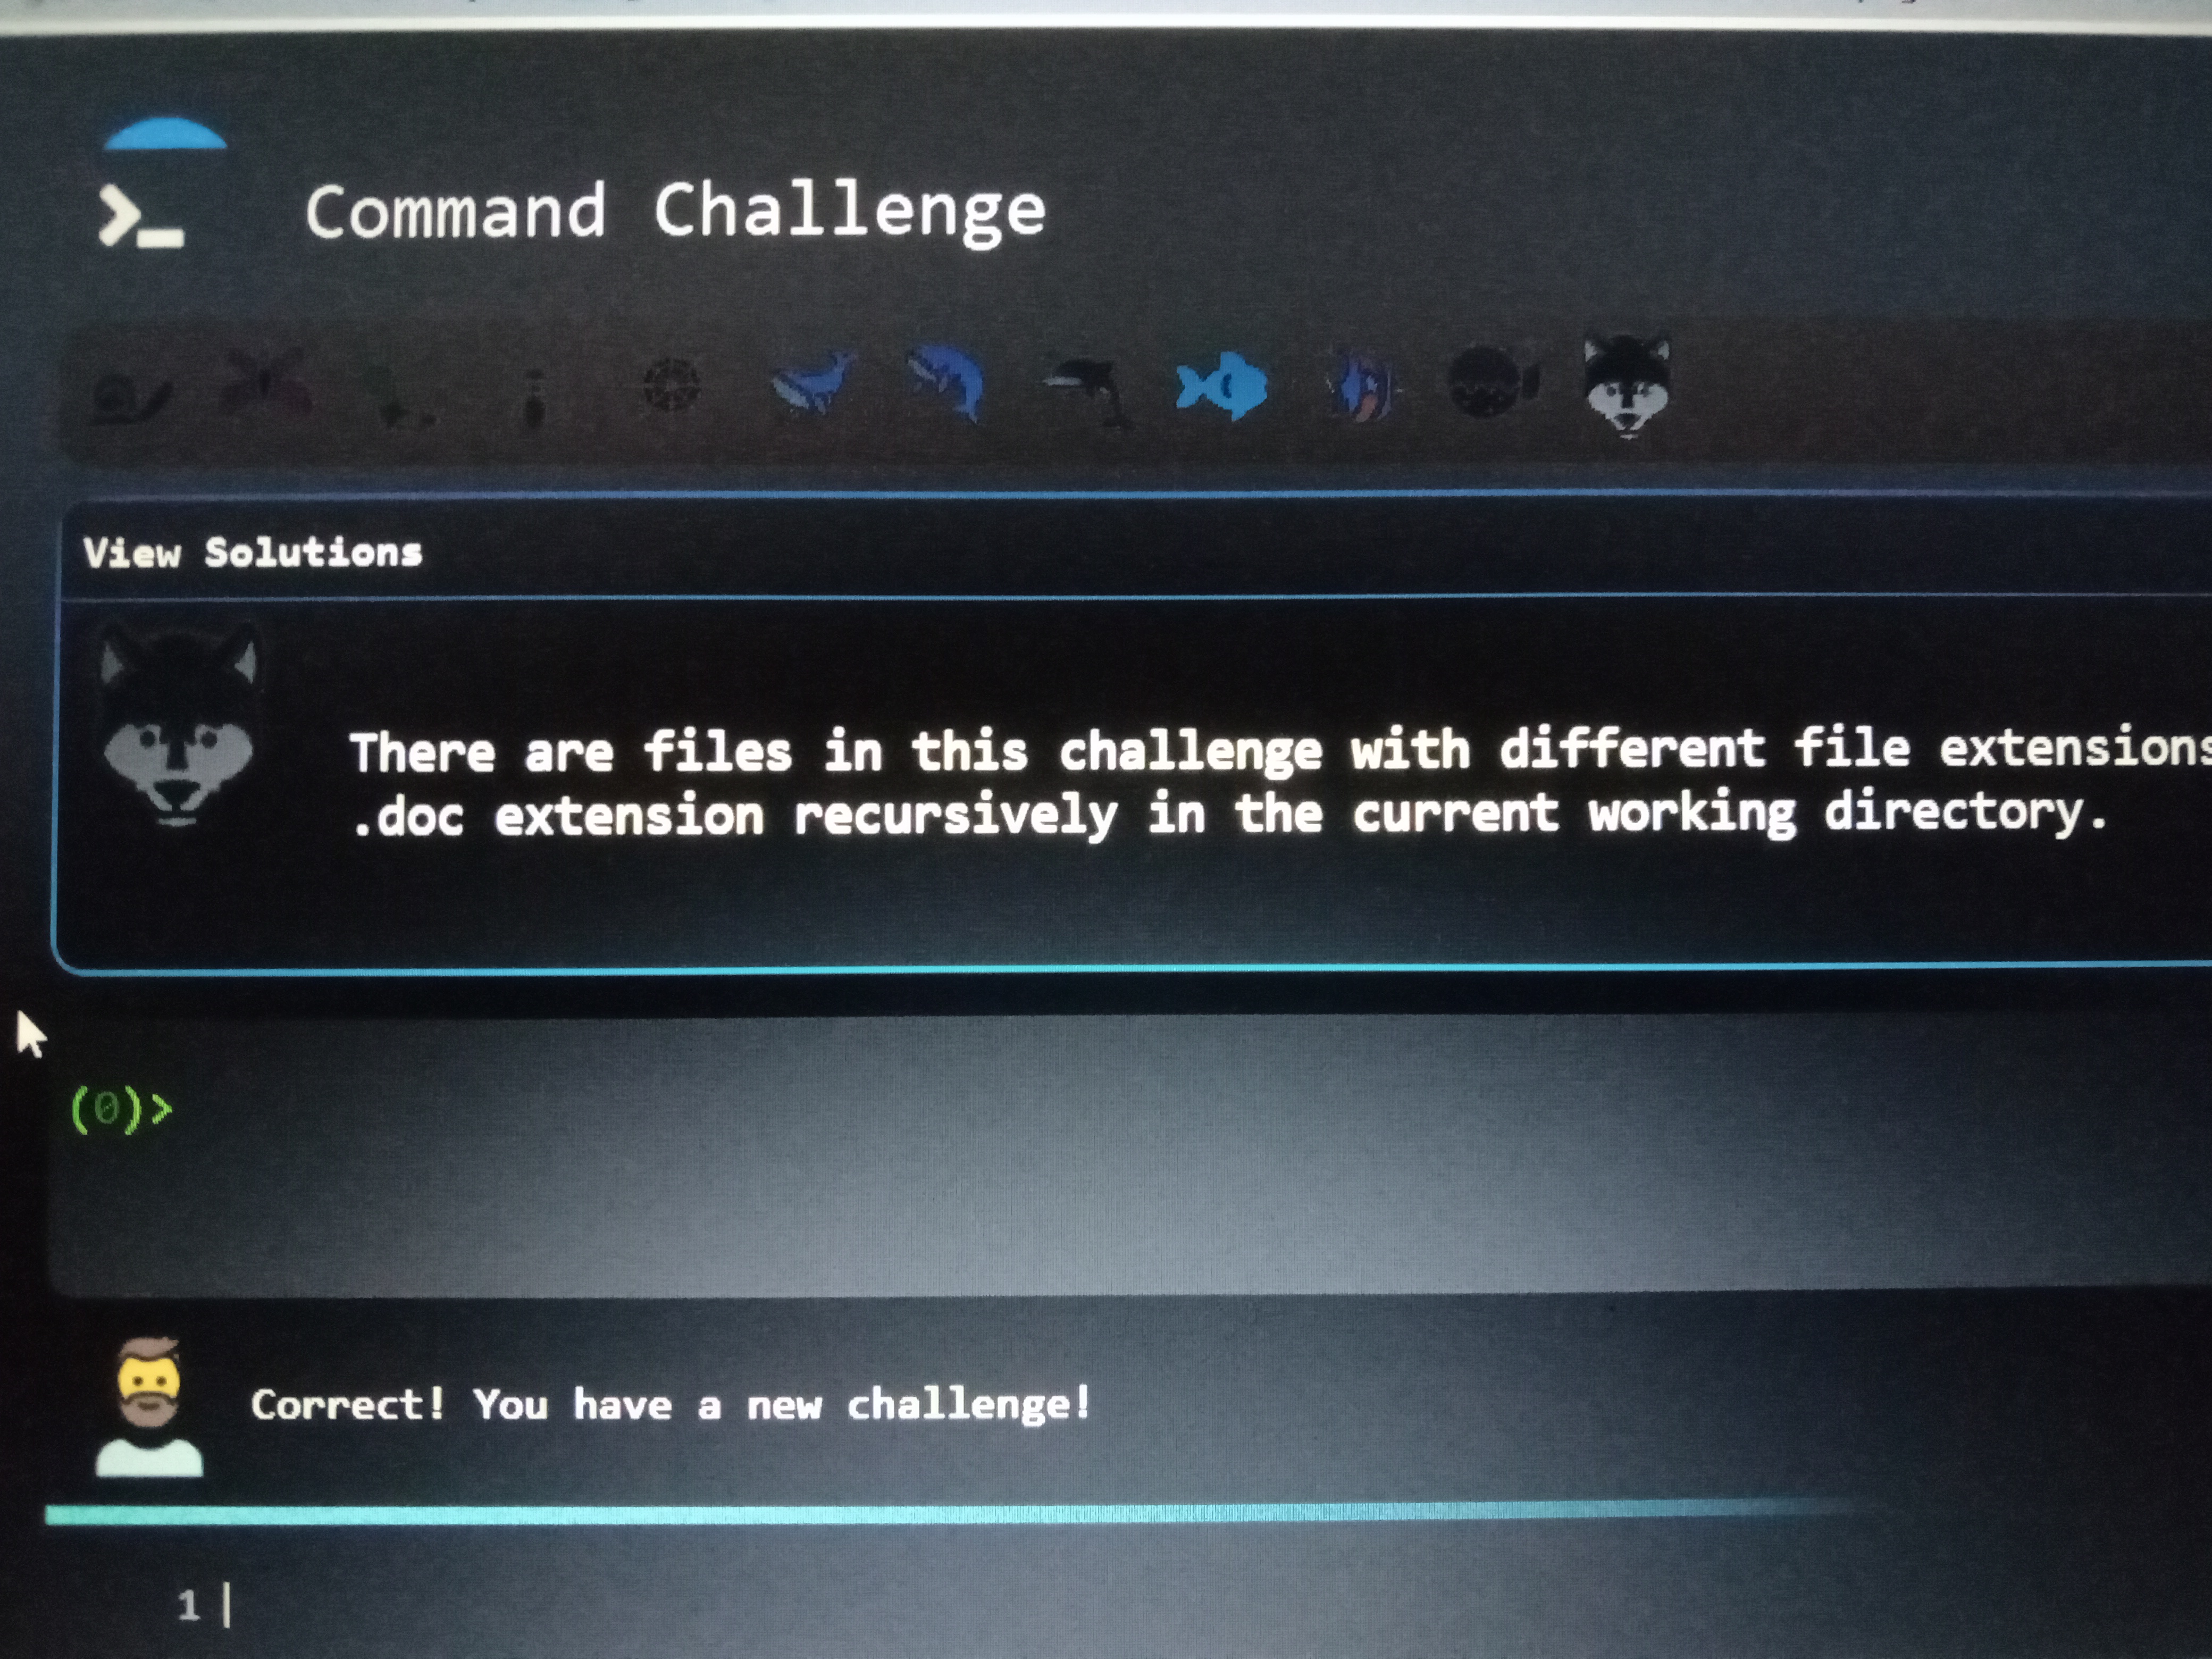 Command Challenge
View Solutions
There are files in this challenge with different file extensions
.doc extension recursively in the current working directory.
(0)>
Correct! You have a new challenge!
1